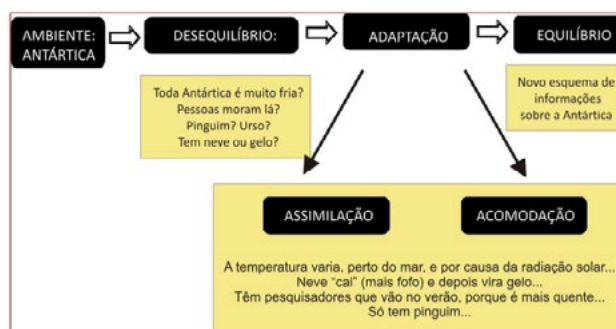 AMBIENTE:
ANTÁRTICA
DESEQUILÍBRIO:
ADAPTAÇÃO
EQUILÍBRIO
Toda Antártica é muito fria?
Pessoas moram lá?
Pinguim? Urso?
Tem neve ou gelo?
Novo esquema de
informações
sobre a Antártica
ASSIMILAÇÃO
ACOMODAÇÃO
A temperatura varia, perto do mar, e por causa da radiação solar...
Neve "cai" (mais fofo) e depois vira gelo...
Têm pesquisadores que vão no verão, porque é mais quente...
Só tem pinguim...